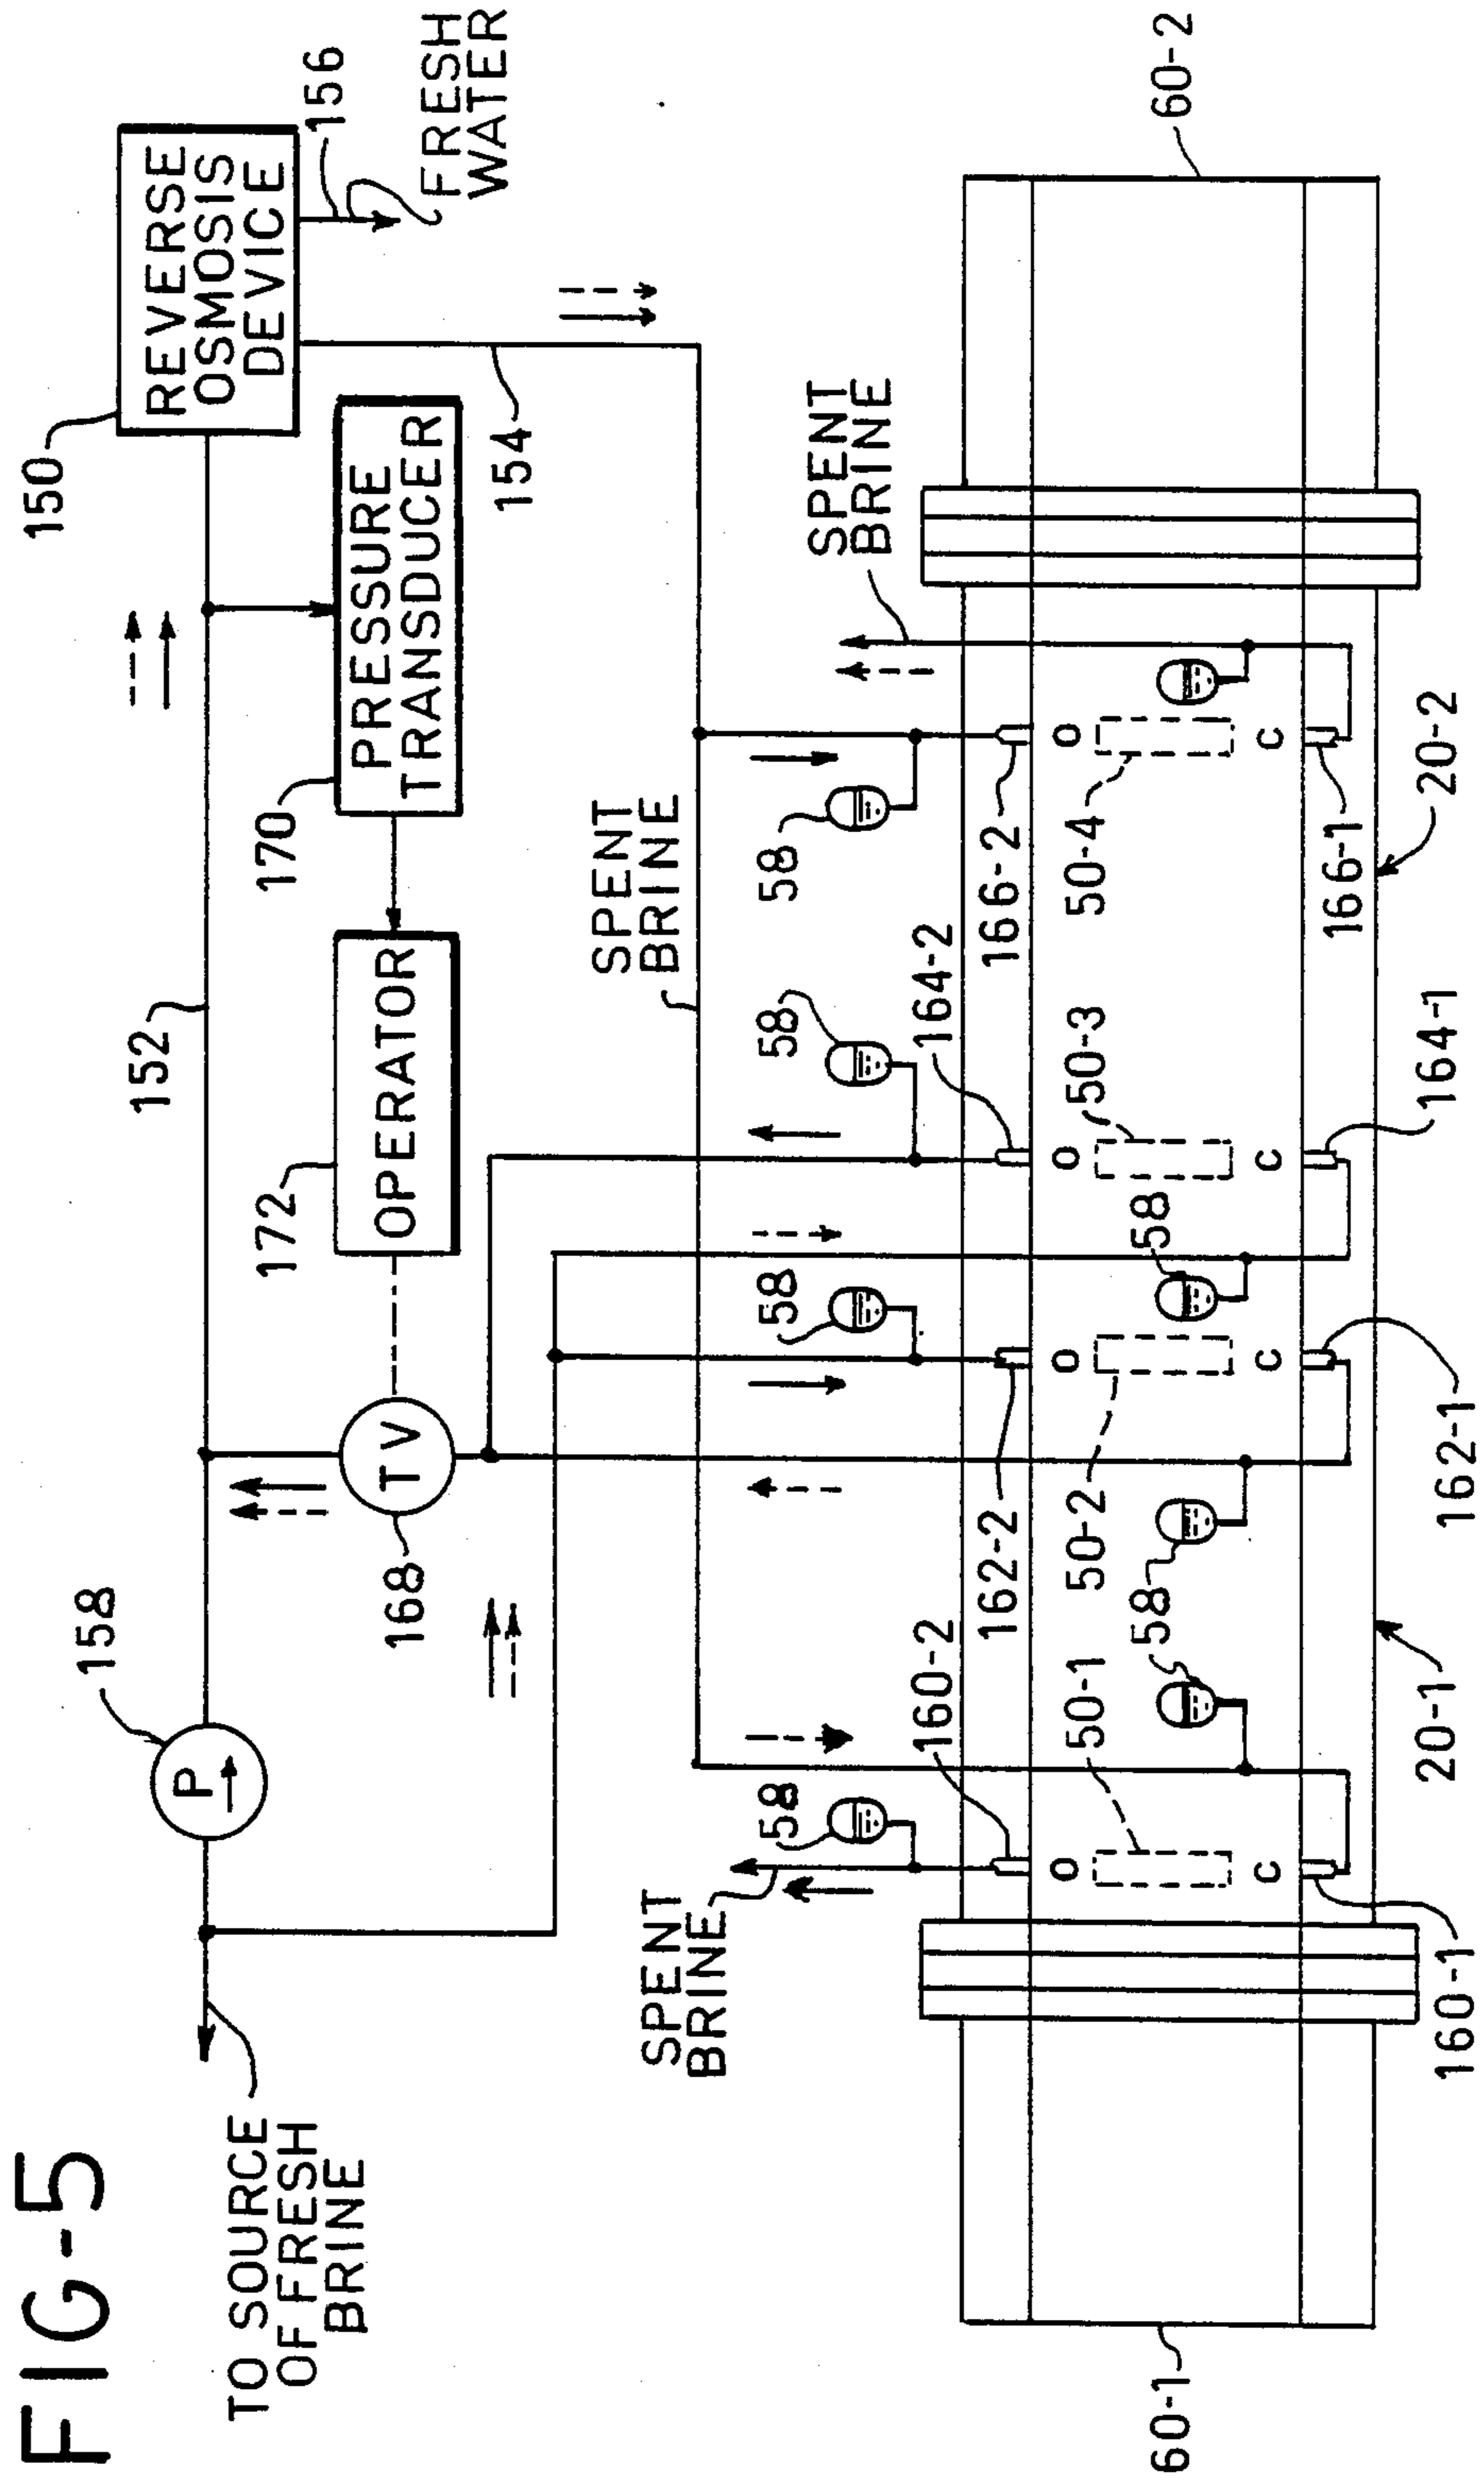 FIG-5
TO SOURCE
OF FRESH
BRINE
158
P
152
150
REVERSE
OSMOSIS
DEVICE
156
FRESH
WATER
168
TV
172
OPERATOR
170
PRESSURE
TRANSDUCER
154
SPENT
BRINE
SPENT
BRINE
SPENT
BRINE
58
58
58
58
160-2
162-2
164-2
166-2
O
O
O
O
50-1
50-2
50-3
50-4
58
58
58
C
C
C
C
60-1
60-2
160-1
162-1
164-1
166-1
20-1
20-2